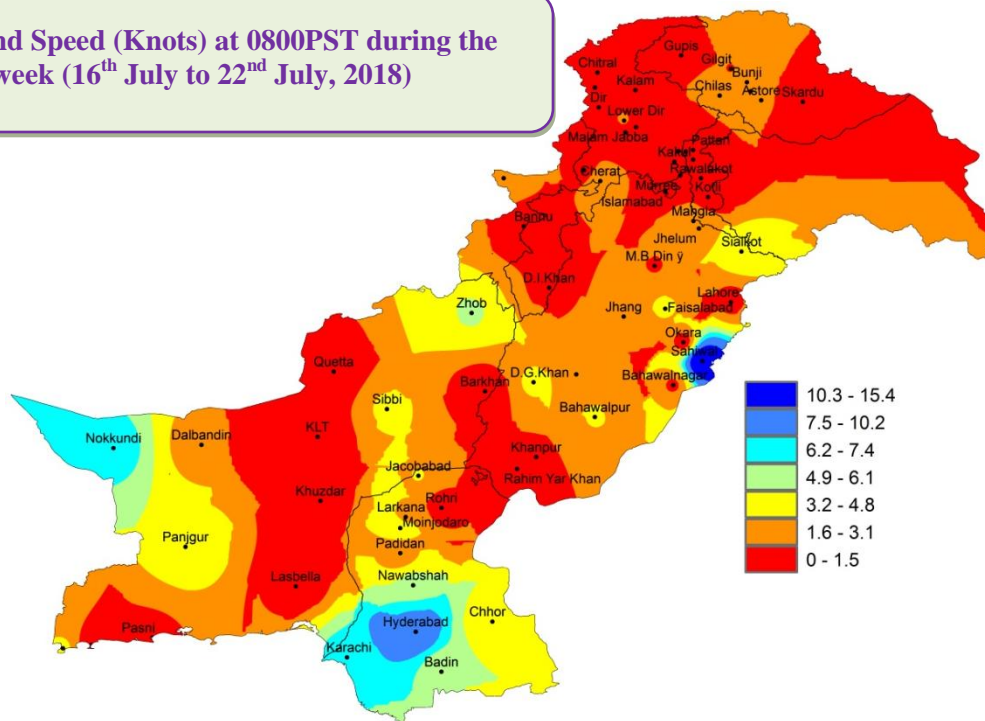 nd Speed (Knots) at 0800PST during the
week (16th July to 22nd July, 2018)
Gupis
Gilgit
Chitral
Bunji
Kalam
Chilas
Astore
Skardu
Dir
Lower Dir
Malam Jabba
Pattan
Kakul
Rawalakot
Cherat
Murree
Kotli
Islamabad
Bannu
Mangla
Jhelum
Sialkot
M.B Din ÿ
D.I.Khan
Lahore
Zhob
Jhang
Faisalabad
Okara
Sahiwal
Quetta
D.G.Khan
Bahawalnagar
Barkhan
Sibbi
Bahawalpur
KLT
Nokkundi
Dalbandin
Khanpur
Jacobabad
Rahim Yar Khan
Khuzdar
Rohri
Larkana
Moinjodaro
Panjgur
Padidan
Lasbella
Nawabshah
Chhor
Pasni
Hyderabad
Karachi
Badin
10.3 - 15.4
7.5 - 10.2
6.2 - 7.4
4.9 - 6.1
3.2 - 4.8
1.6 - 3.1
0 - 1.5